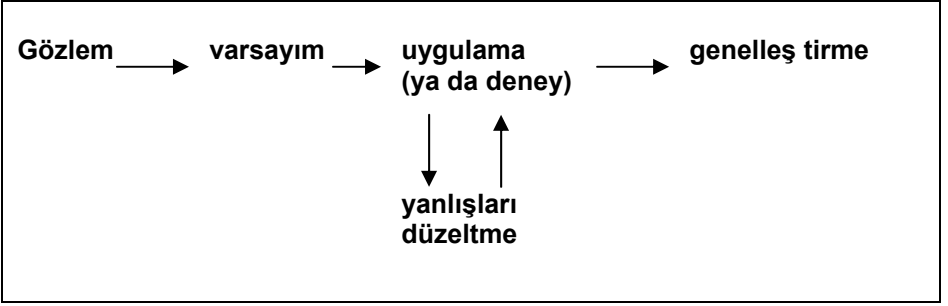 Gözlem varsayım uygulama genelleş tirme
(ya da deney)
yanlışları
düzeltme